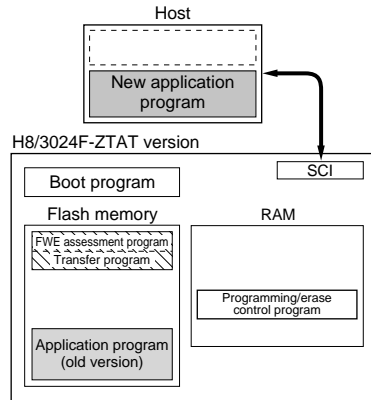 Host
New application
program
H8/3024F-ZTAT version
SCI
Boot program
Flash memory
RAM
FWE assessment program
Transfer program
Programming/erase
control program
Application program
(old version)